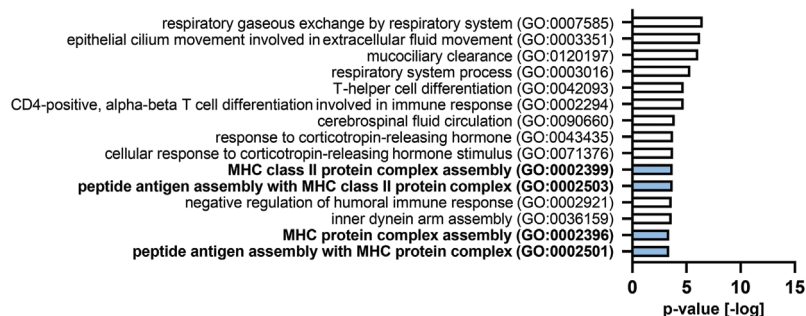 respiratory gaseous exchange by respiratory system (GO:0007585)
epithelial cilium movement involved in extracellular fluid movement (GO:0003351)
mucociliary clearance (GO:0120197)
respiratory system process (GO:0003016)
T-helper cell differentiation (GO:0042093)
CD4-positive, alpha-beta T cell differentiation involved in immune response (GO:0002294)
cerebrospinal fluid circulation (GO:0090660)
response to corticotropin-releasing hormone (GO:0043435)
cellular response to corticotropin-releasing hormone stimulus (GO:0071376)
MHC class II protein complex assembly (GO:0002399)
peptide antigen assembly with MHC class II protein complex (GO:0002503)
negative regulation of humoral immune response (GO:0002921)
inner dynein arm assembly (GO:0036159)
MHC protein complex assembly (GO:0002396)
peptide antigen assembly with MHC protein complex (GO:0002501)
0 5 10 15
p-value [-log]